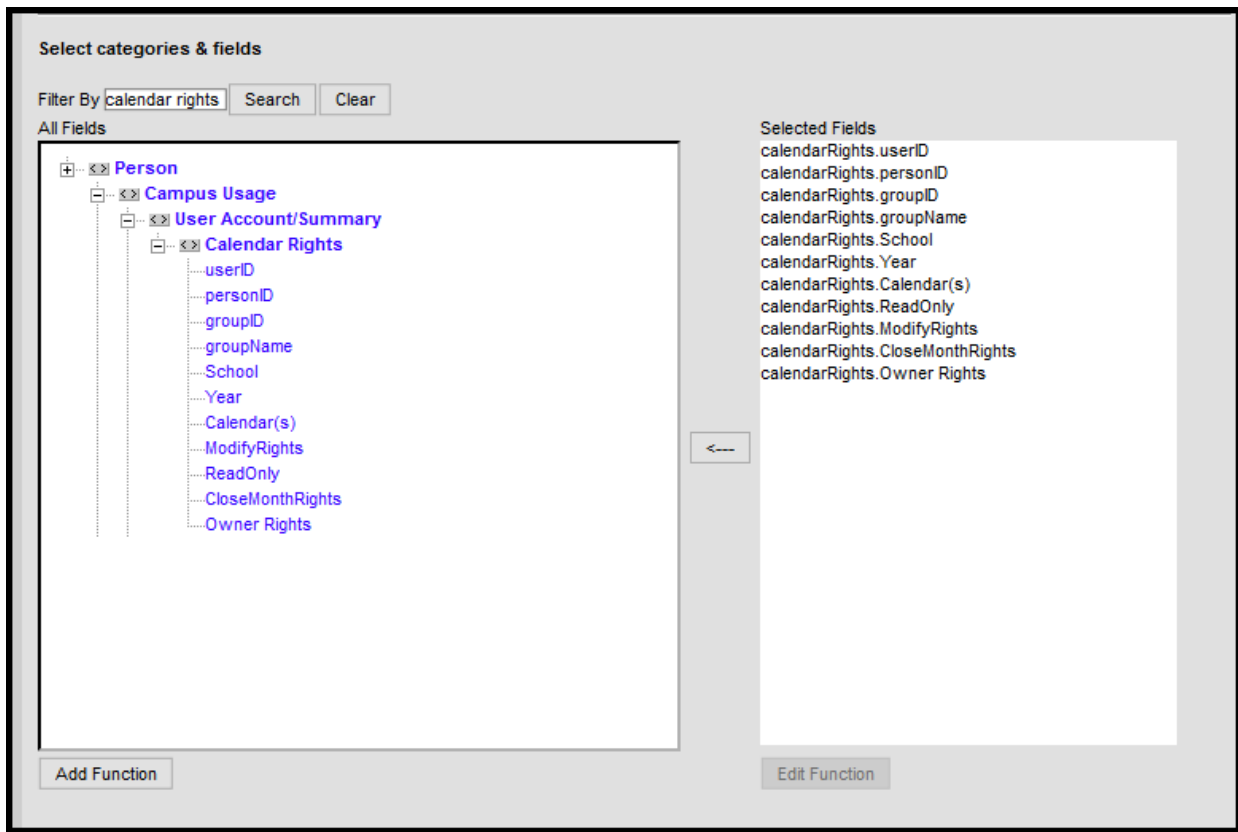 Select categories & fields
Filter By calendar rights Search Clear
All Fields
Person
Campus Usage
User Account/Summary
Calendar Rights
userID
personID
groupID
groupName
School
Year
Calendar(s)
ModifyRights
ReadOnly
CloseMonthRights
Owner Rights
Add Function
<---
Selected Fields
calendarRights.userID
calendarRights.personID
calendarRights.groupID
calendarRights.groupName
calendarRights.School
calendarRights.Year
calendarRights.Calendar(s)
calendarRights.ReadOnly
calendarRights.ModifyRights
calendarRights.CloseMonthRights
calendarRights.Owner Rights
Edit Function